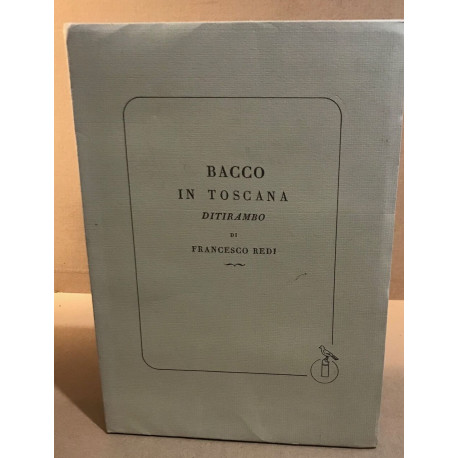 BACCO
IN TOSCANA
DITIRAMBO
DI
FRANCESCO REDI